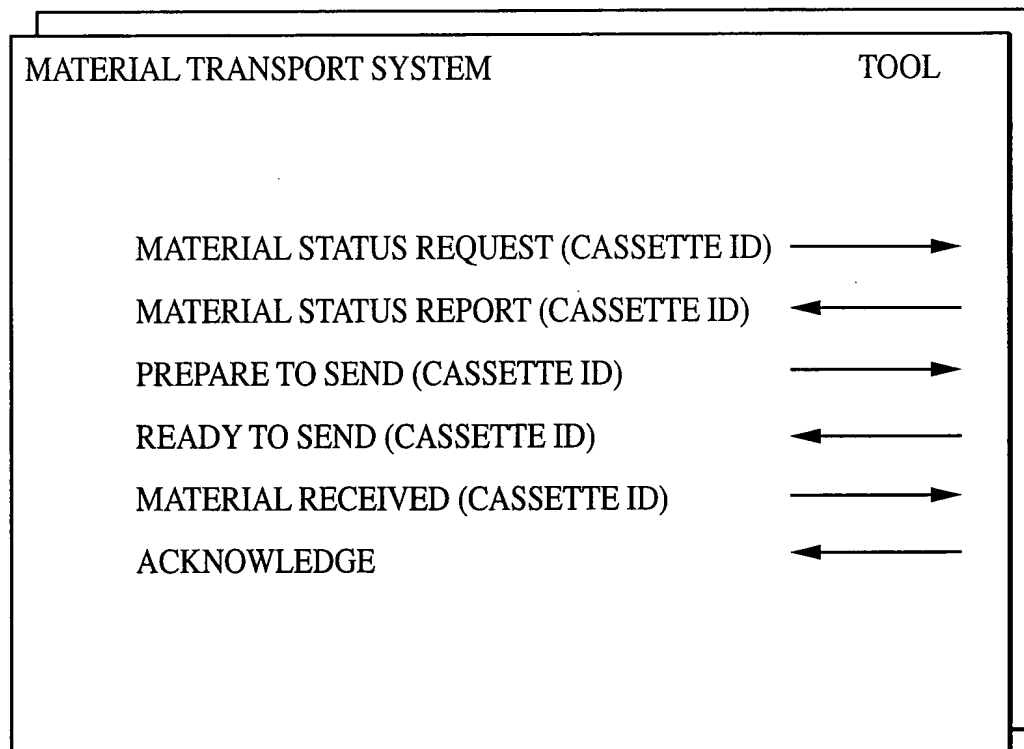 MATERIAL TRANSPORT SYSTEM TOOL
MATERIAL STATUS REQUEST (CASSETTE ID)
MATERIAL STATUS REPORT (CASSETTE ID)
PREPARE TO SEND (CASSETTE ID)
READY TO SEND (CASSETTE ID)
MATERIAL RECEIVED (CASSETTE ID)
ACKNOWLEDGE